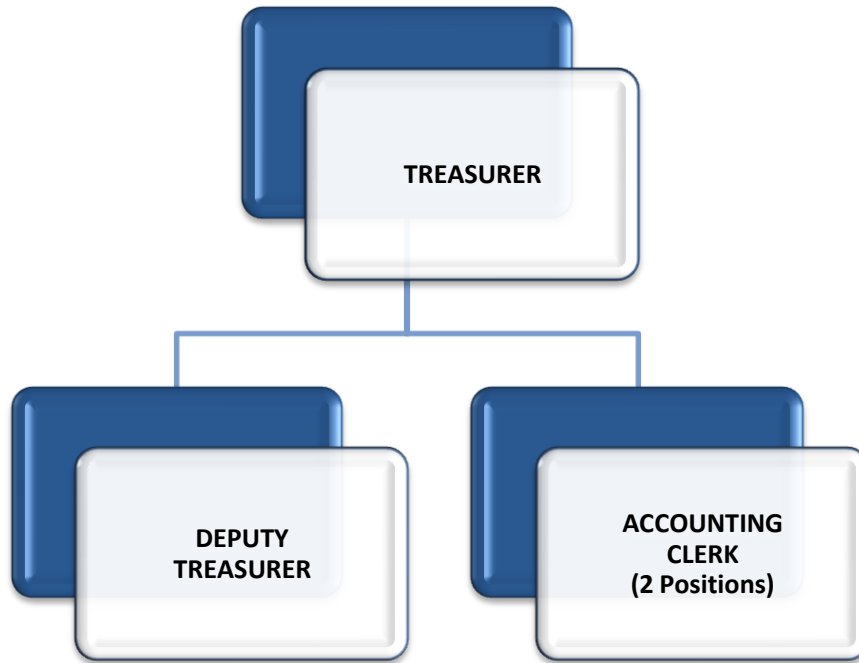 TREASURER
DEPUTY
TREASURER
ACCOUNTING
CLERK
(2 Positions)